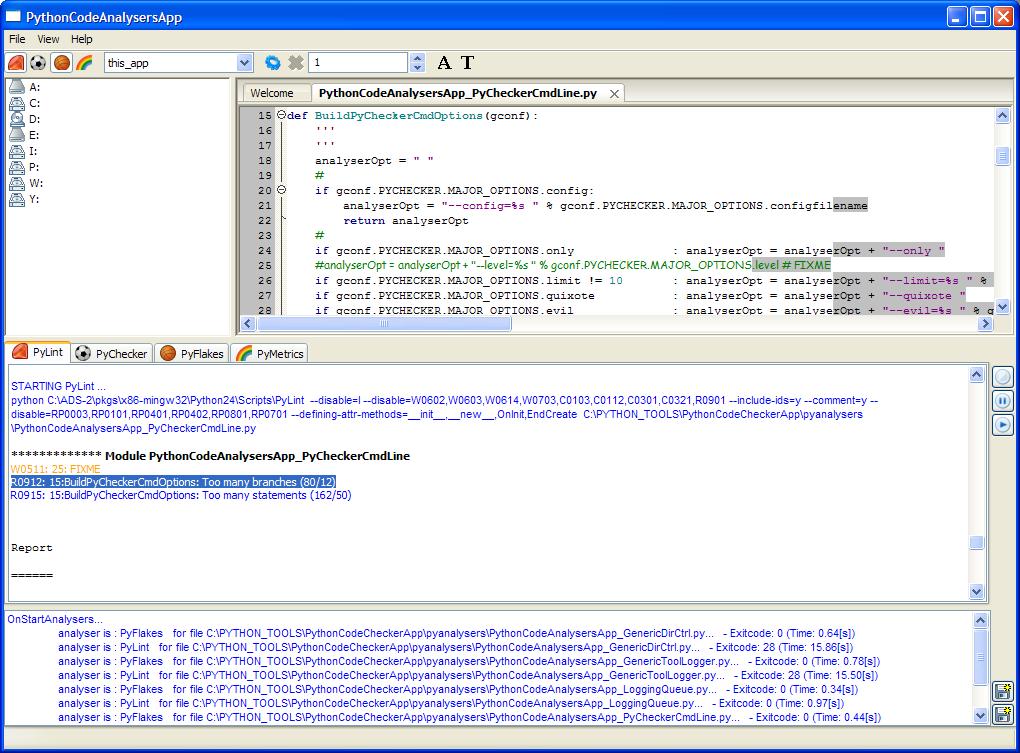 PythonCodeAnalysersApp
File View Help
this_app 1 A T
A:
C:
D:
E:
I:
P:
W:
Y:
Welcome PythonCodeAnalysersApp_PyCheckerCmdLine.py
15 def BuildPyCheckerCmdOptions(gconf):
16 '''
17 '''
18 analyserOpt = " "
19 #
20 if gconf.PYCHECKER.MAJOR_OPTIONS.config:
21 analyserOpt = "--config=%s " % gconf.PYCHECKER.MAJOR_OPTIONS.configfilename
22 return analyserOpt
23 #
24 if gconf.PYCHECKER.MAJOR_OPTIONS.only : analyserOpt = analyserOpt + "--only "
25 #analyserOpt = analyserOpt + "--level=%s " % gconf.PYCHECKER.MAJOR_OPTIONS.level # FIXME
26 if gconf.PYCHECKER.MAJOR_OPTIONS.limit != 10 : analyserOpt = analyserOpt + "--limit=%s " %
27 if gconf.PYCHECKER.MAJOR_OPTIONS.quixote : analyserOpt = analyserOpt + "--quixote "
28 if gconf.PYCHECKER.MAJOR_OPTIONS.evil : analyserOpt = analyserOpt + "--evil=%s " % g
PyLint PyChecker PyFlakes PyMetrics
STARTING PyLint ...
python C:\ADS-2\pkgs\x86-mingw32\Python24\Scripts\PyLint --disable=I --disable=W0602,W0603,W0614,W0703,C0103,C0112,C0301,C0321,R0901 --include-ids=y --comment=y --
disable=RP0003,RP0101,RP0401,RP0402,RP0801,RP0701 --defining-attr-methods=__init__,__new__,OnInit,EndCreate C:\PYTHON_TOOLS\PythonCodeCheckerApp\pyanalysers
\PythonCodeAnalysersApp_PyCheckerCmdLine.py
************* Module PythonCodeAnalysersApp_PyCheckerCmdLine
W0511: 25: FIXME
R0912: 15:BuildPyCheckerCmdOptions: Too many branches (80/12)
R0915: 15:BuildPyCheckerCmdOptions: Too many statements (162/50)
Report
======
OnStartAnalysers...
analyser is : PyFlakes for file C:\PYTHON_TOOLS\PythonCodeCheckerApp\pyanalysers\PythonCodeAnalysersApp_GenericDirCtrl.py... - Exitcode: 0 (Time: 0.64[s])
analyser is : PyLint for file C:\PYTHON_TOOLS\PythonCodeCheckerApp\pyanalysers\PythonCodeAnalysersApp_GenericDirCtrl.py... - Exitcode: 28 (Time: 15.86[s])
analyser is : PyFlakes for file C:\PYTHON_TOOLS\PythonCodeCheckerApp\pyanalysers\PythonCodeAnalysersApp_GenericToolLogger.py... - Exitcode: 0 (Time: 0.78[s])
analyser is : PyLint for file C:\PYTHON_TOOLS\PythonCodeCheckerApp\pyanalysers\PythonCodeAnalysersApp_GenericToolLogger.py... - Exitcode: 28 (Time: 15.50[s])
analyser is : PyFlakes for file C:\PYTHON_TOOLS\PythonCodeCheckerApp\pyanalysers\PythonCodeAnalysersApp_LoggingQueue.py... - Exitcode: 0 (Time: 0.34[s])
analyser is : PyLint for file C:\PYTHON_TOOLS\PythonCodeCheckerApp\pyanalysers\PythonCodeAnalysersApp_LoggingQueue.py... - Exitcode: 0 (Time: 0.97[s])
analyser is : PyFlakes for file C:\PYTHON_TOOLS\PythonCodeCheckerApp\pyanalysers\PythonCodeAnalysersApp_PyCheckerCmdLine.py... - Exitcode: 0 (Time: 0.44[s])